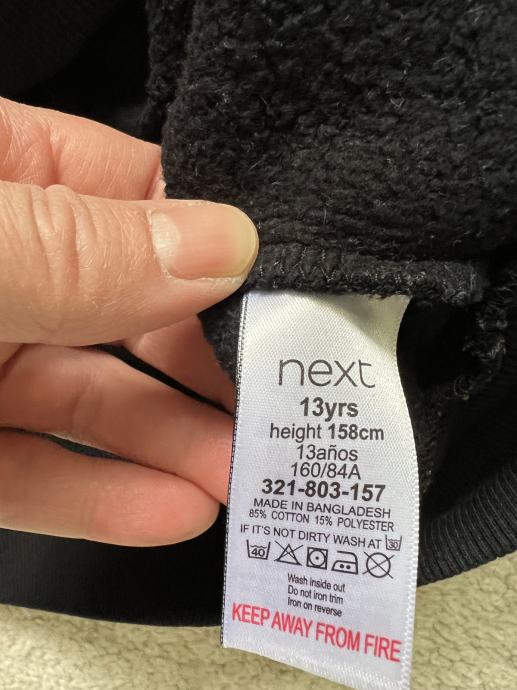 next
13yrs
height 158cm
13años
160/84A
321-803-157
MADE IN BANGLADESH
85% COTTON 15% POLYESTER
IF IT'S NOT DIRTY WASH AT 30
40
Wash inside out
Do not iron trim
Iron on reverse
KEEP AWAY FROM FIRE